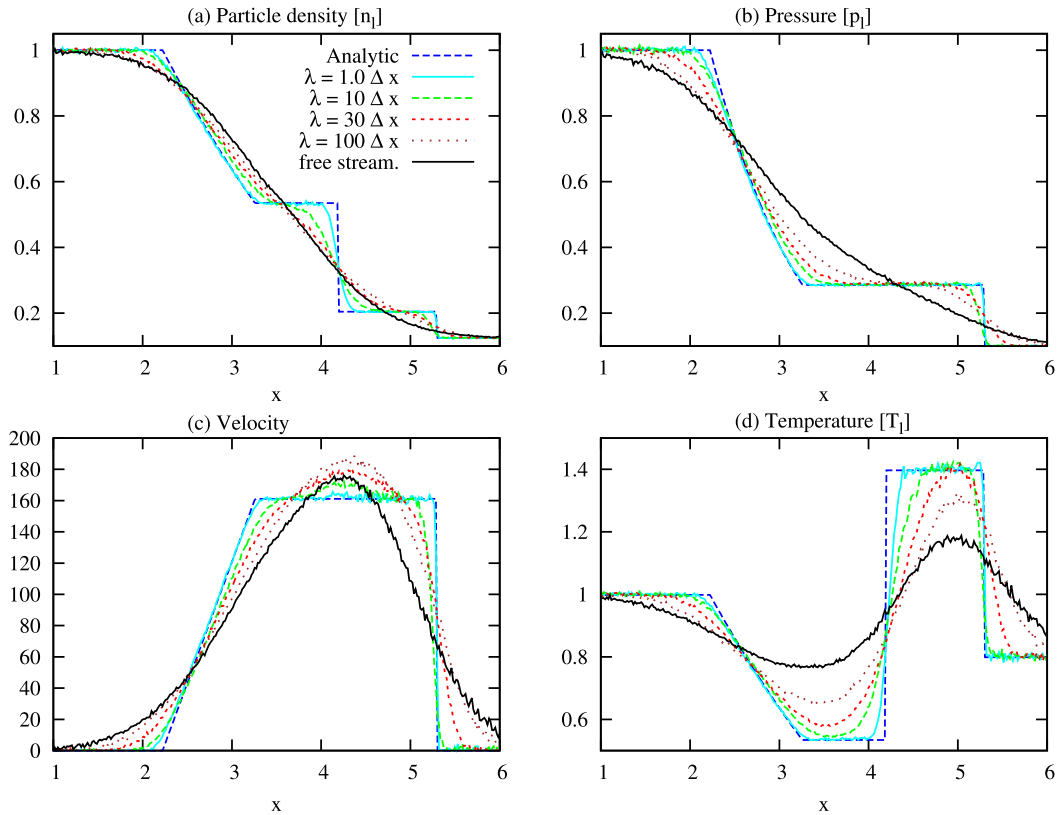 (a) Particle density [n_l]
1
0.8
0.6
0.4
0.2
1 2 3 4 5 6
x
Analytic
λ = 1.0 Δ x
λ = 10 Δ x
λ = 30 Δ x
λ = 100 Δ x
free stream.
(b) Pressure [p_l]
1
0.8
0.6
0.4
0.2
1 2 3 4 5 6
x
(c) Velocity
200
180
160
140
120
100
80
60
40
20
0
1 2 3 4 5 6
x
(d) Temperature [T_l]
1.4
1.2
1
0.8
0.6
1 2 3 4 5 6
x